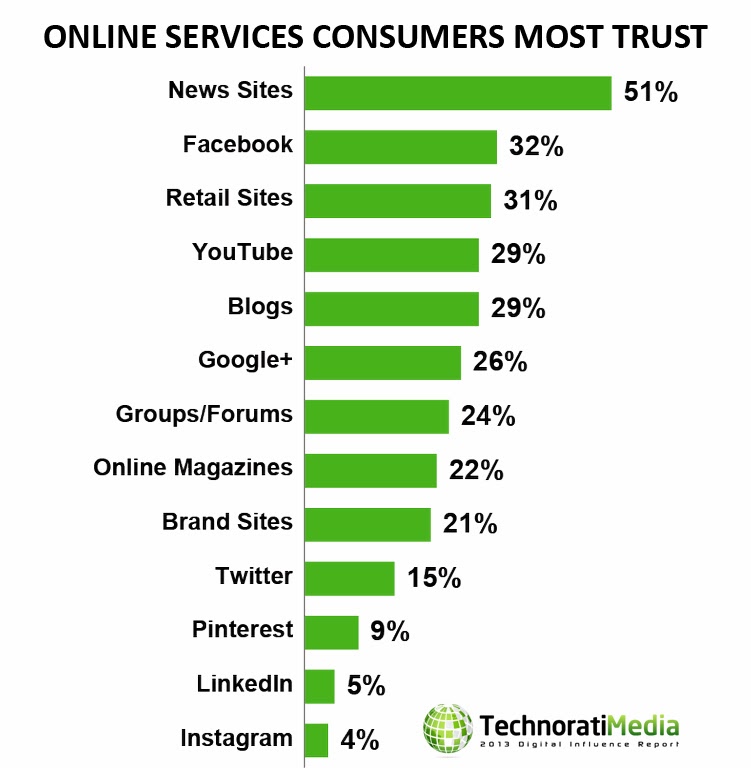 ONLINE SERVICES CONSUMERS MOST TRUST
News Sites 51%
Facebook 32%
Retail Sites 31%
YouTube 29%
Blogs 29%
Google+ 26%
Groups/Forums 24%
Online Magazines 22%
Brand Sites 21%
Twitter 15%
Pinterest 9%
LinkedIn 5%
Instagram 4%
TechnoratiMedia
2013 Digital Influence Report